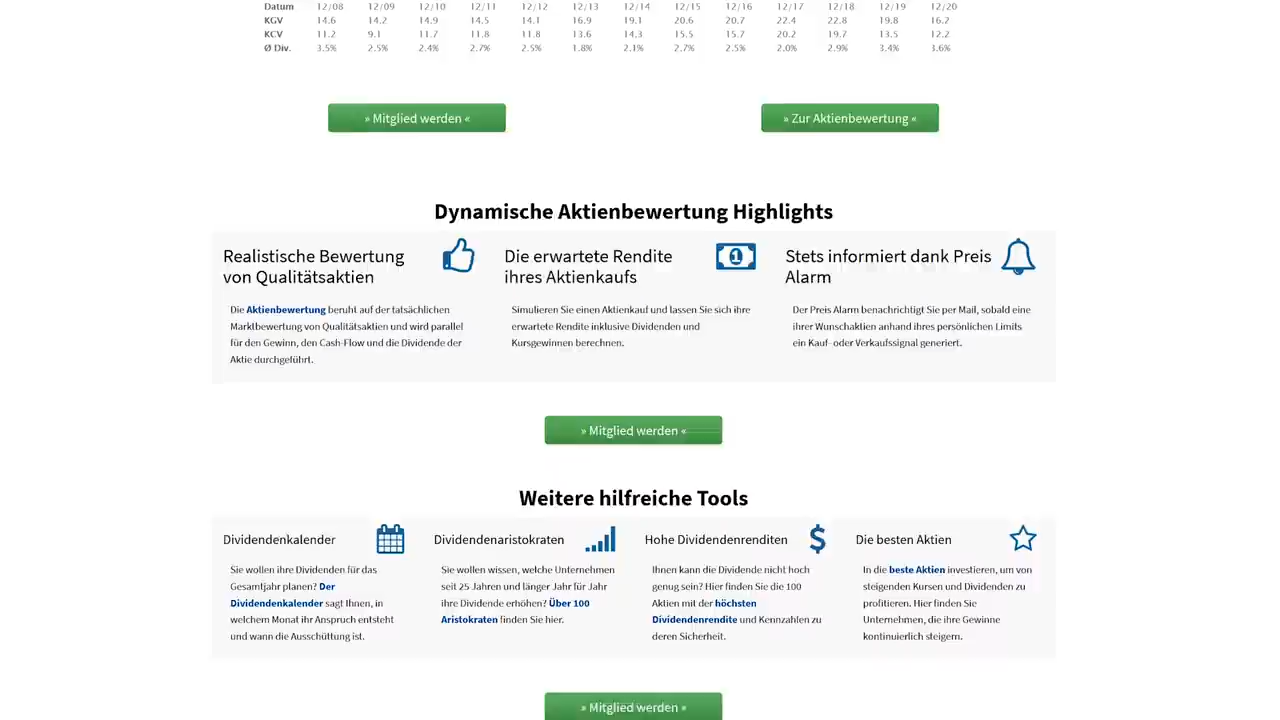 Datum 12/08 12/09 12/10 12/11 12/12 12/13 12/14 12/15 12/16 12/17 12/18 12/19 12/20
KGV 14.6 14.2 14.9 14.5 14.1 16.9 19.1 20.6 20.7 22.4 22.8 19.8 16.2
KCV 11.2 9.1 11.7 11.8 11.8 13.6 14.3 15.5 15.7 20.2 19.7 13.5 12.2
Ø Div. 3.5% 2.5% 2.4% 2.7% 2.5% 1.8% 2.1% 2.7% 2.5% 2.0% 2.9% 3.4% 3.6%
» Mitglied werden «
» Zur Aktienbewertung «
Dynamische Aktienbewertung Highlights
Realistische Bewertung
von Qualitätsaktien
Die Aktienbewertung beruht auf der tatsächlichen
Marktbewertung von Qualitätsaktien und wird parallel
für den Gewinn, den Cash-Flow und die Dividende der
Aktie durchgeführt.
Die erwartete Rendite
ihres Aktienkaufs
Simulieren Sie einen Aktienkauf und lassen Sie sich ihre
erwartete Rendite inklusive Dividenden und
Kursgewinnen berechnen.
Stets informiert dank Preis
Alarm
Der Preis Alarm benachrichtigt Sie per Mail, sobald eine
ihrer Wunschaktien anhand ihres persönlichen Limits
ein Kauf- oder Verkaufssignal generiert.
» Mitglied werden «
Weitere hilfreiche Tools
Dividendenkalender
Sie wollen ihre Dividenden für das
Gesamtjahr planen? Der
Dividendenkalender sagt Ihnen, in
welchem Monat ihr Anspruch entsteht
und wann die Ausschüttung ist.
Dividendenaristokraten
Sie wollen wissen, welche Unternehmen
seit 25 Jahren und länger Jahr für Jahr
ihre Dividende erhöhen? Über 100
Aristokraten finden Sie hier.
Hohe Dividendenrenditen
Ihnen kann die Dividende nicht hoch
genug sein? Hier finden Sie die 100
Aktien mit der höchsten
Dividendenrendite und Kennzahlen zu
deren Sicherheit.
Die besten Aktien
In die beste Aktien investieren, um von
steigenden Kursen und Dividenden zu
profitieren. Hier finden Sie
Unternehmen, die ihre Gewinne
kontinuierlich steigern.
» Mitglied werden «